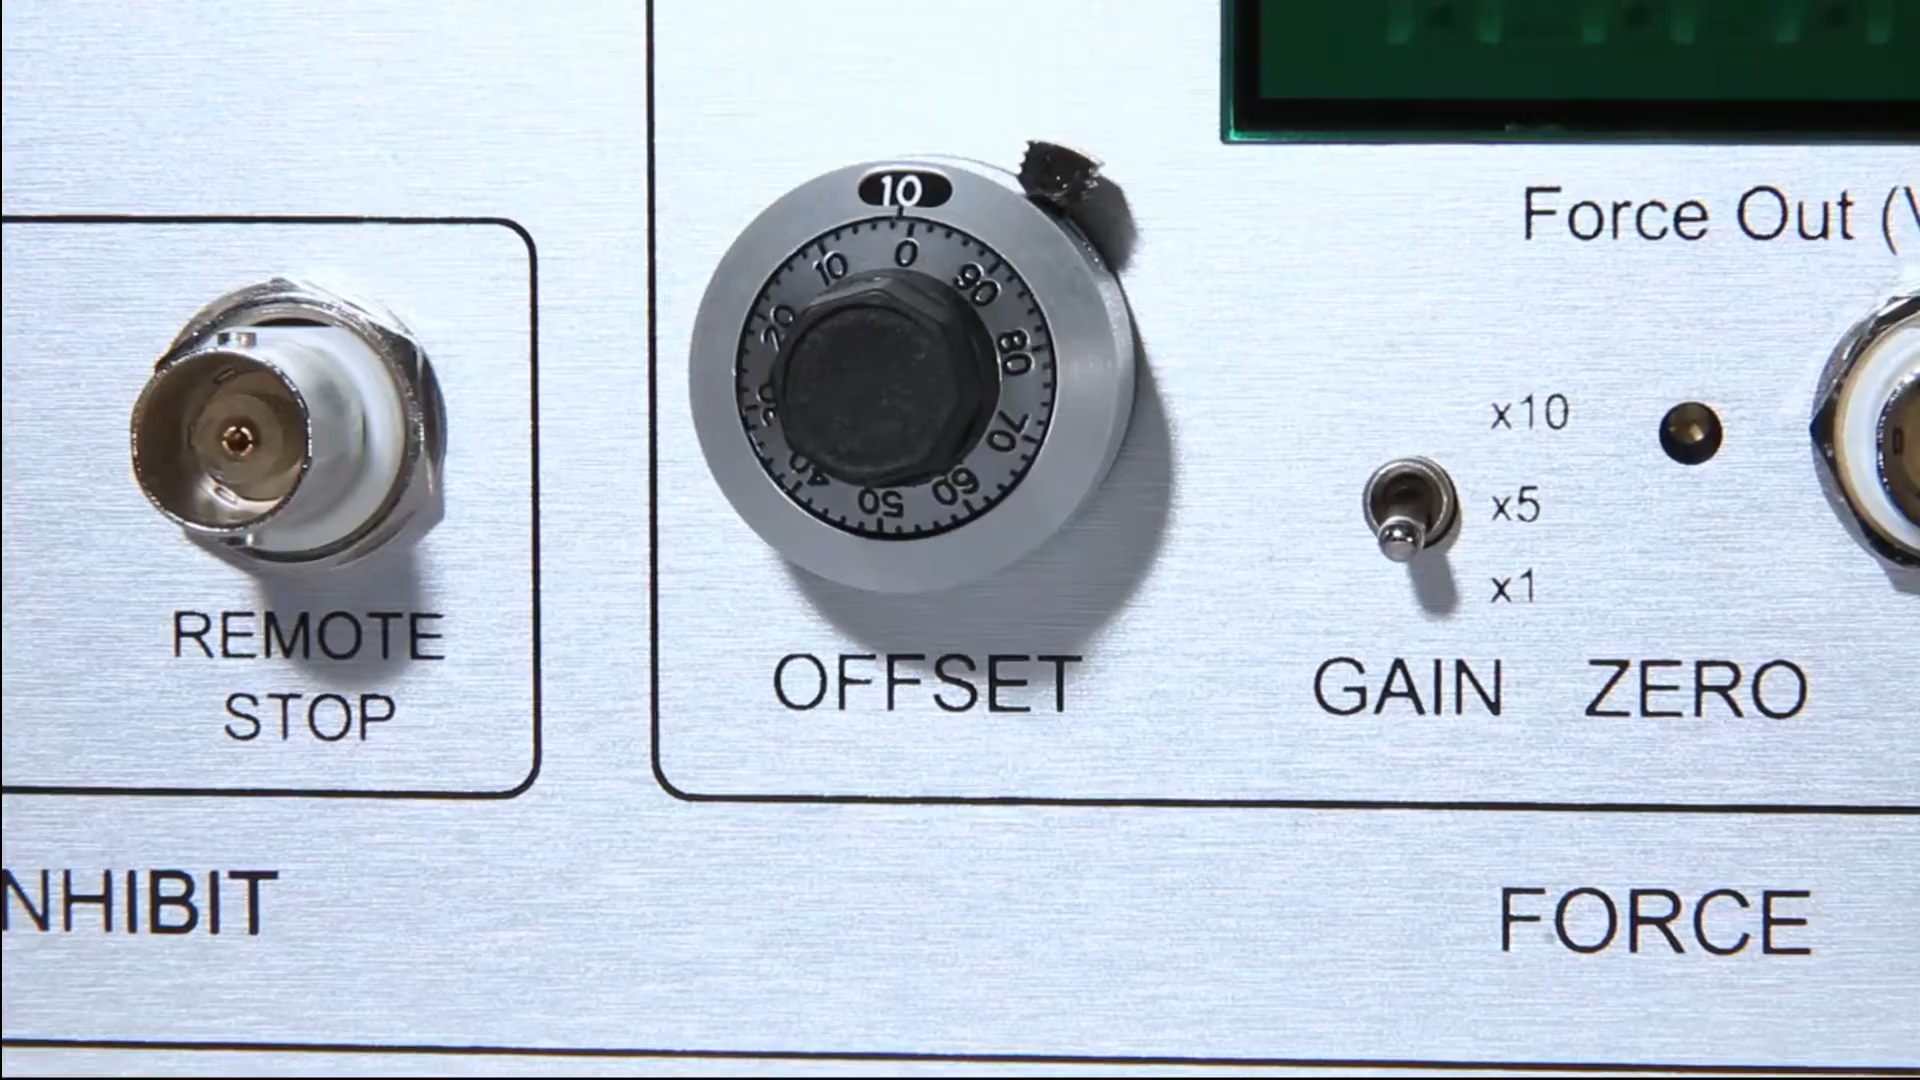 10
0
10
20
30
40
50
60
70
80
90
REMOTE
STOP
OFFSET
Force Out (
x10
x5
x1
GAIN ZERO
NHIBIT
FORCE